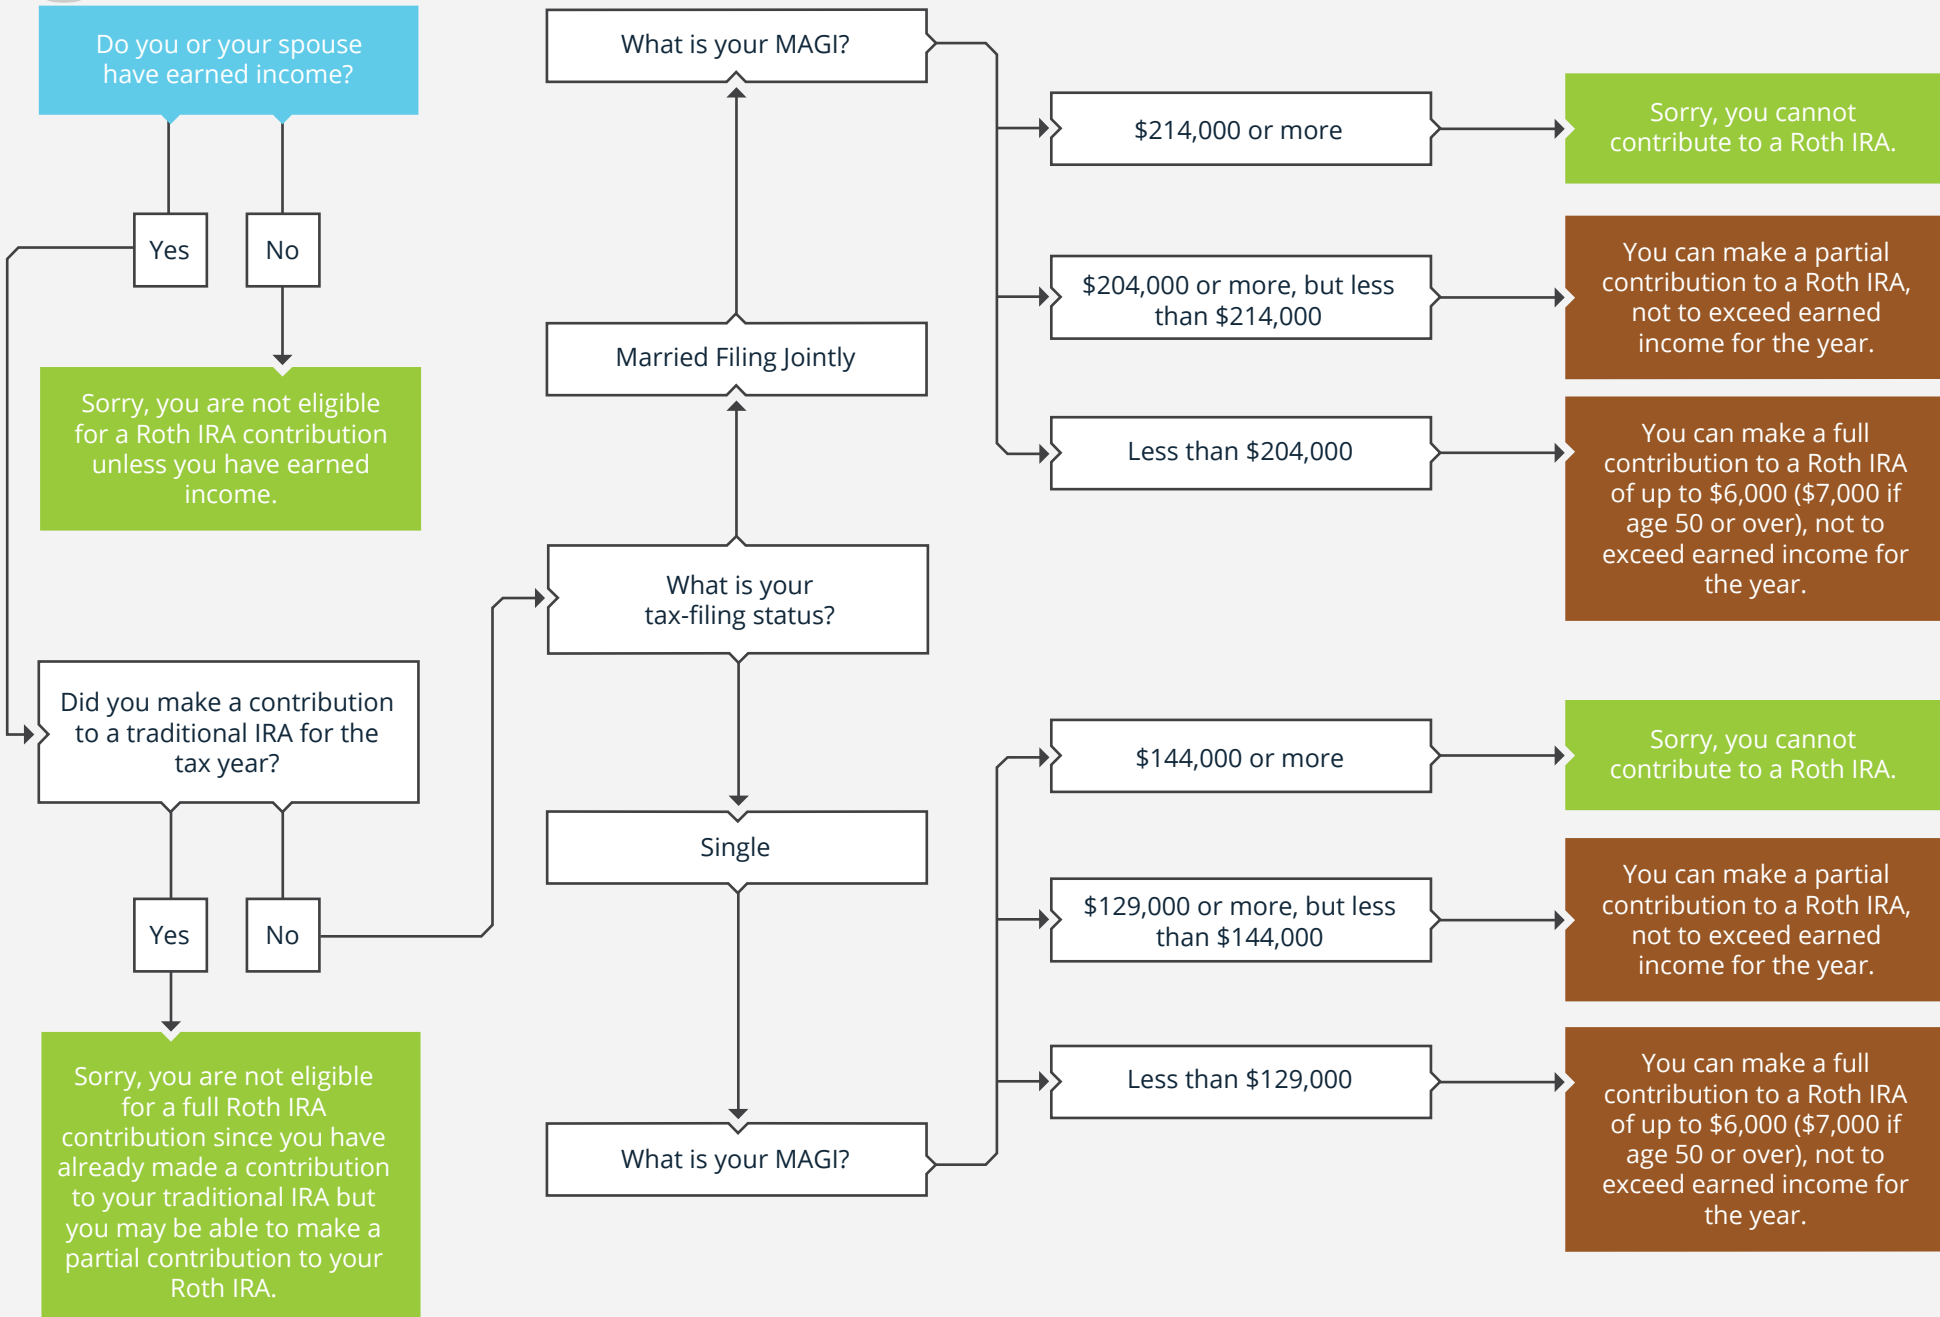 Do you or your spouse
have earned income?
Yes
No
Sorry, you are not eligible
for a Roth IRA contribution
unless you have earned
income.
Did you make a contribution
to a traditional IRA for the
tax year?
Yes
No
Sorry, you are not eligible
for a full Roth IRA
contribution since you have
already made a contribution
to your traditional IRA but
you may be able to make a
partial contribution to your
Roth IRA.
What is your MAGI?
Married Filing Jointly
What is your
tax-filing status?
Single
What is your MAGI?
$214,000 or more
$204,000 or more, but less
than $214,000
Less than $204,000
$144,000 or more
$129,000 or more, but less
than $144,000
Less than $129,000
Sorry, you cannot
contribute to a Roth IRA.
You can make a partial
contribution to a Roth IRA,
not to exceed earned
income for the year.
You can make a full
contribution to a Roth IRA
of up to $6,000 ($7,000 if
age 50 or over), not to
exceed earned income for
the year.
Sorry, you cannot
contribute to a Roth IRA.
You can make a partial
contribution to a Roth IRA,
not to exceed earned
income for the year.
You can make a full
contribution to a Roth IRA
of up to $6,000 ($7,000 if
age 50 or over), not to
exceed earned income for
the year.